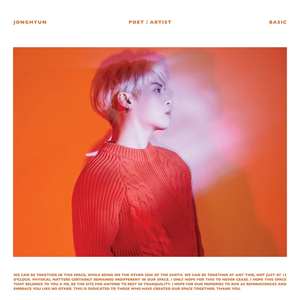 JONGHYUN POET | ARTIST BASIC
WE CAN BE TOGETHER IN THIS SPACE, WHILE BEING ON THE OTHER SIDE OF THE EARTH. WE CAN BE TOGETHER AT ANY TIME, NOT JUST AT 12
O'CLOCK. PHYSICAL MATTERS CERTAINLY REMAINED INDIFFERENT IN OUR SPACE. I ONLY HOPE FOR THIS TO NEVER CEASE. I HOPE THIS SPACE
THAT BELONGS TO YOU & ME, BE THE SITE FOR ANYONE TO REST IN TRANQUILITY. I HOPE FOR OUR MEMORIES TO RISE AS REMINISCENCES AND
EMBRACE YOU LIKE NO OTHER. THIS IS DEDICATED TO THOSE WHO HAVE CREATED OUR SPACE TOGETHER. THANK YOU.